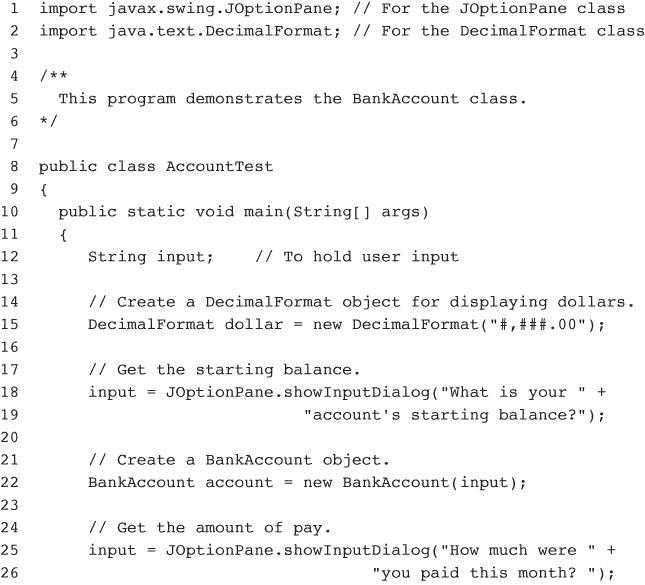 1 import javax.swing.JOptionPane; // For the JOptionPane class
2 import java.text.DecimalFormat; // For the DecimalFormat class
3
4 /**
5 This program demonstrates the BankAccount class.
6 */
7
8 public class AccountTest
9 {
10 public static void main(String[] args)
11 {
12 String input; // To hold user input
13
14 // Create a DecimalFormat object for displaying dollars.
15 DecimalFormat dollar = new DecimalFormat("#,###.00");
16
17 // Get the starting balance.
18 input = JOptionPane.showInputDialog("What is your " +
19 "account's starting balance?");
20
21 // Create a BankAccount object.
22 BankAccount account = new BankAccount(input);
23
24 // Get the amount of pay.
25 input = JOptionPane.showInputDialog("How much were " +
26 "you paid this month? ");